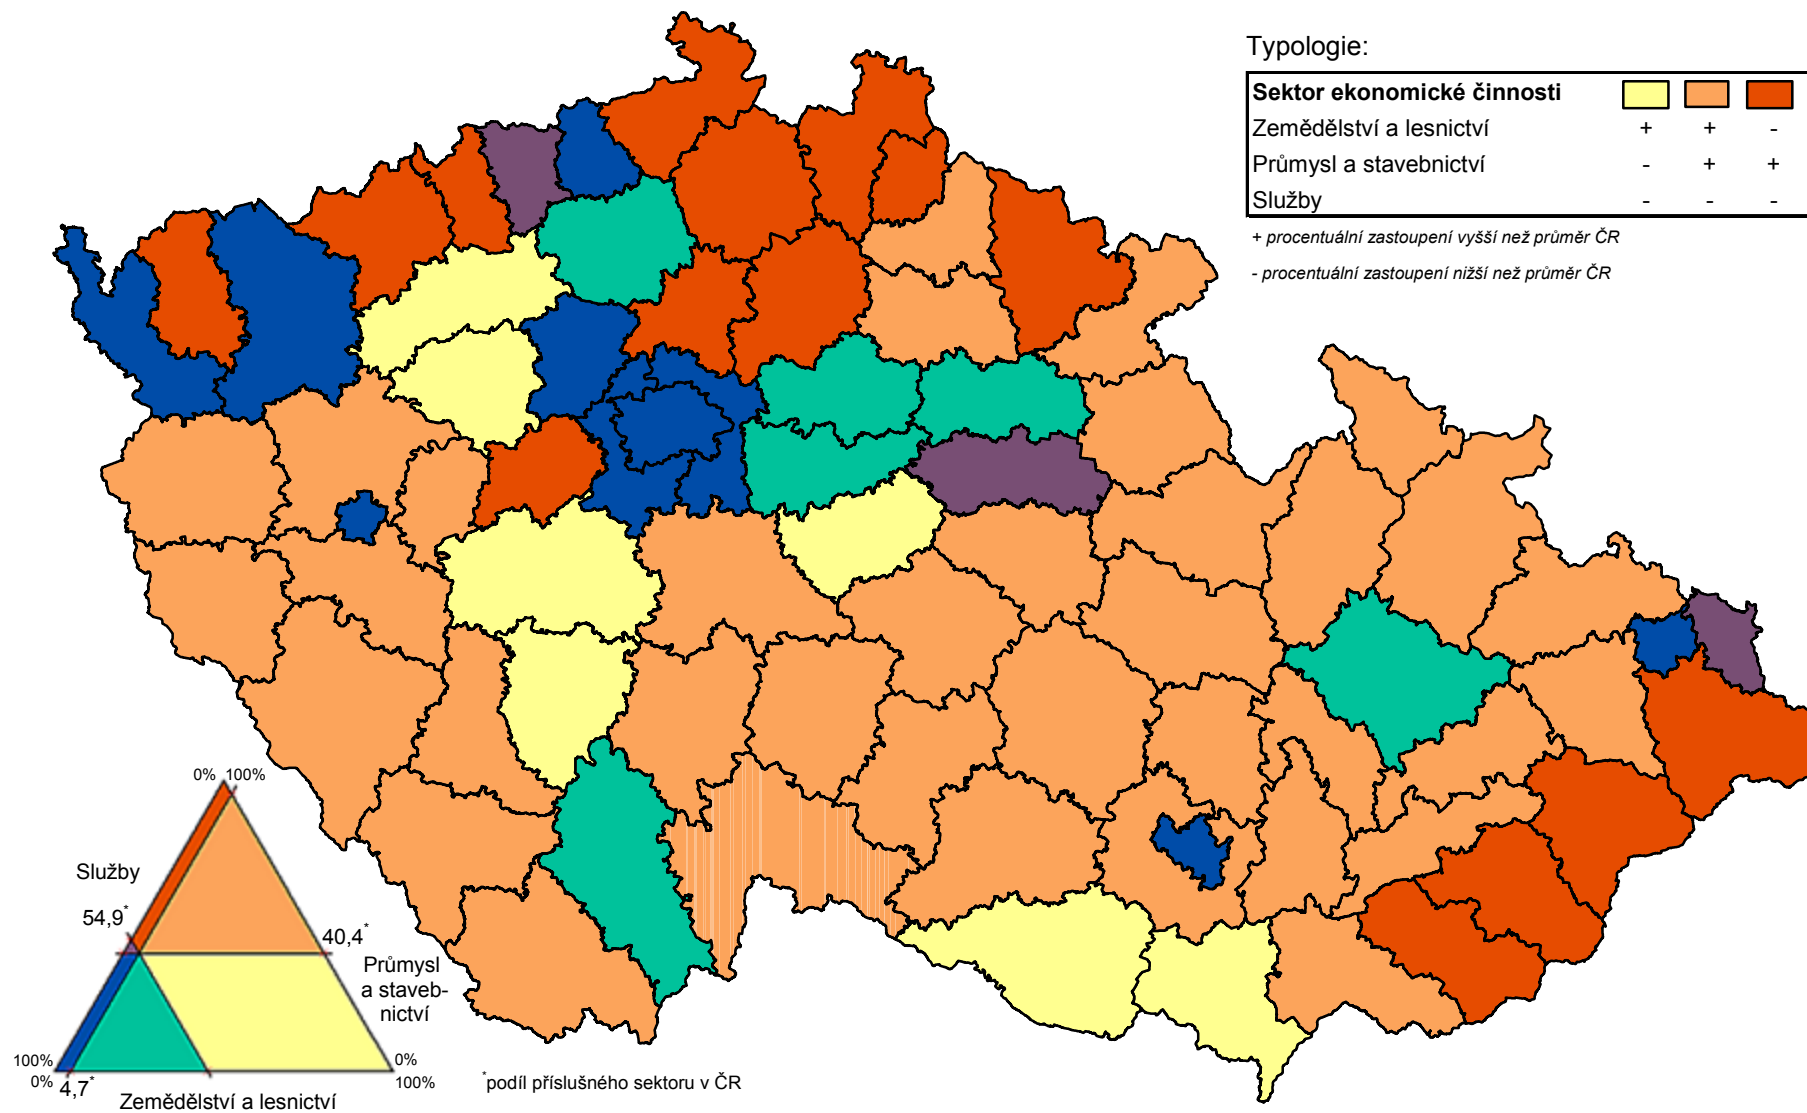 Typologie:
Sektor ekonomické činnosti
Zemědělství a lesnictví + + -
Průmysl a stavebnictví - + +
Služby - - -
+ procentuální zastoupení vyšší než průměr ČR
- procentuální zastoupení nižší než průměr ČR
0% 100%
Služby
54,9*
40,4*
Průmysl
a staveb-
nictví
100%
0%
0%
100%
4,7*
Zemědělství a lesnictví
*podíl příslušného sektoru v ČR